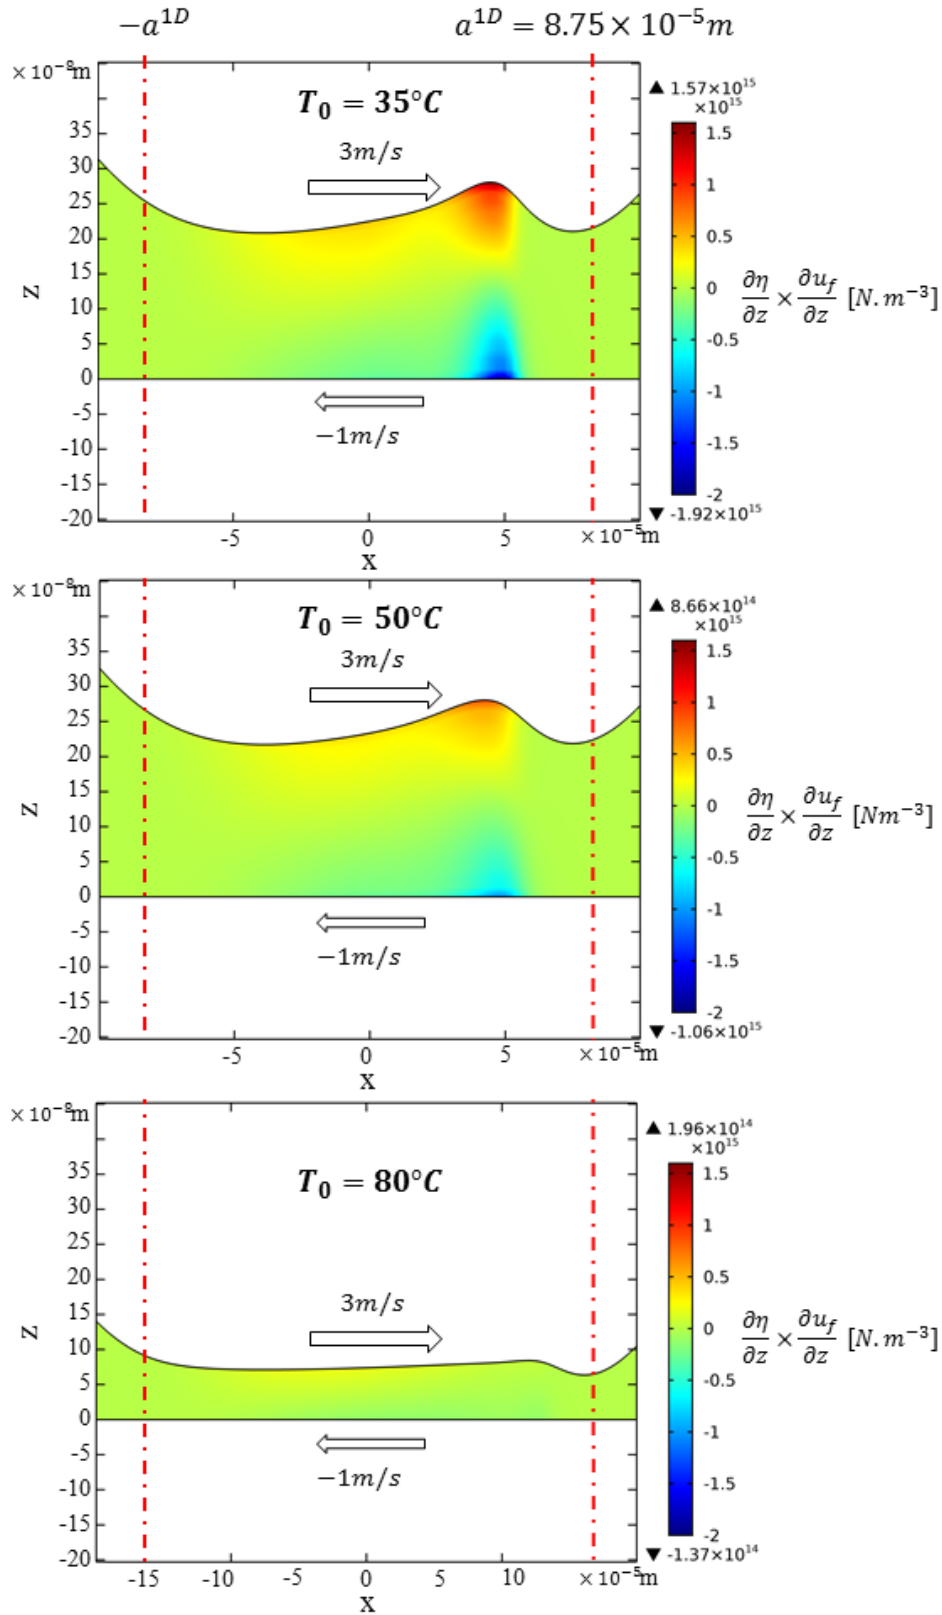 −a^{1D} a^{1D} = 8.75 × 10^{-5}m
×10^{-8}m
T_0 = 35°C
3m/s
35
30
25
20
15
10
5
0
-5
-10
-15
-20
Z
−1m/s
-5 0 5 ×10^{-5}m
X
▲ 1.57×10^{15}
×10^{15}
1.5
1
0.5
0
-0.5
-1
-1.5
-2
▼ -1.92×10^{15}
∂η/∂z × ∂u_f/∂z [N.m^{-3}]
×10^{-8}m
T_0 = 50°C
3m/s
35
30
25
20
15
10
5
0
-5
-10
-15
-20
Z
−1m/s
-5 0 5 ×10^{-5}m
X
▲ 8.66×10^{14}
×10^{15}
1.5
1
0.5
0
-0.5
-1
-1.5
-2
▼ -1.06×10^{15}
∂η/∂z × ∂u_f/∂z [Nm^{-3}]
×10^{-8}m
T_0 = 80°C
3m/s
35
30
25
20
15
10
5
0
-5
-10
-15
-20
Z
−1m/s
-15 -10 -5 0 5 10 ×10^{-5}m
X
▲ 1.96×10^{14}
×10^{15}
1.5
1
0.5
0
-0.5
-1
-1.5
-2
▼ -1.37×10^{14}
∂η/∂z × ∂u_f/∂z [N.m^{-3}]